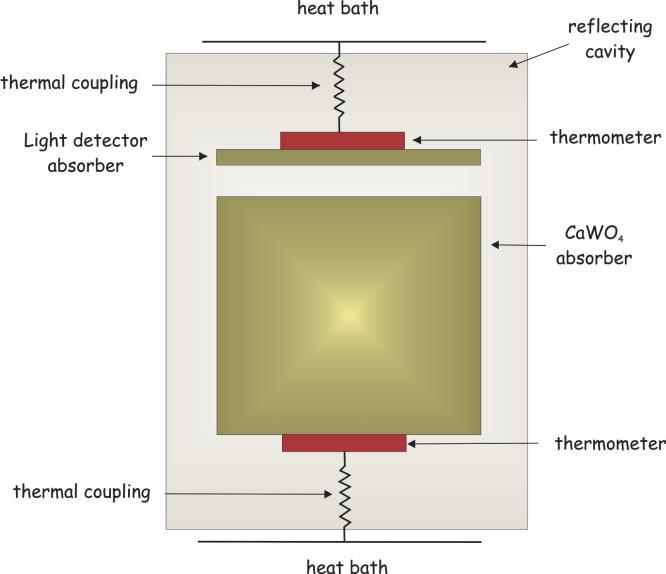 heat bath
reflecting
cavity
thermal coupling
Light detector
absorber
thermometer
CaWO₄
absorber
thermometer
thermal coupling
heat bath